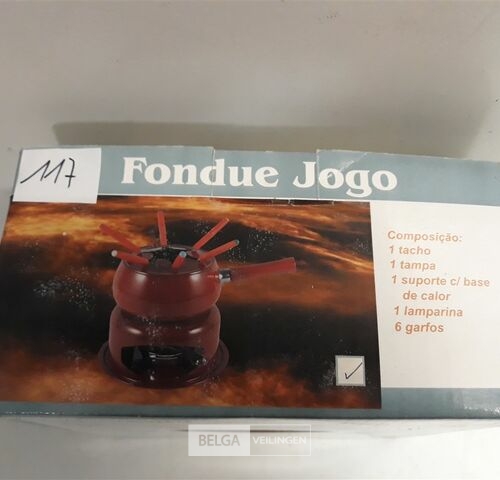 117
Fondue Jogo
Composição:
1 tacho
1 tampa
1 suporte c/ base
de calor
1 lamparina
6 garfos
BELGA VEILINGEN